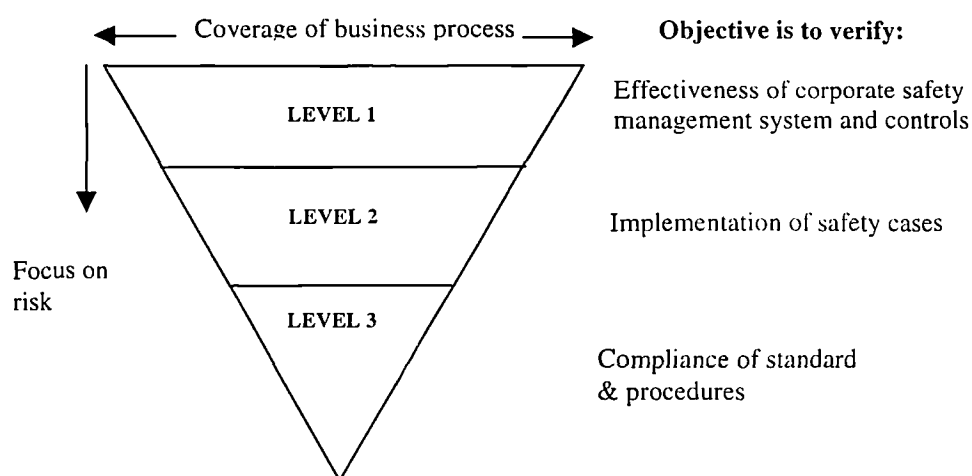 Coverage of business process
Objective is to verify:
LEVEL 1
Effectiveness of corporate safety
management system and controls
LEVEL 2
Implementation of safety cases
Focus on
risk
LEVEL 3
Compliance of standard
& procedures